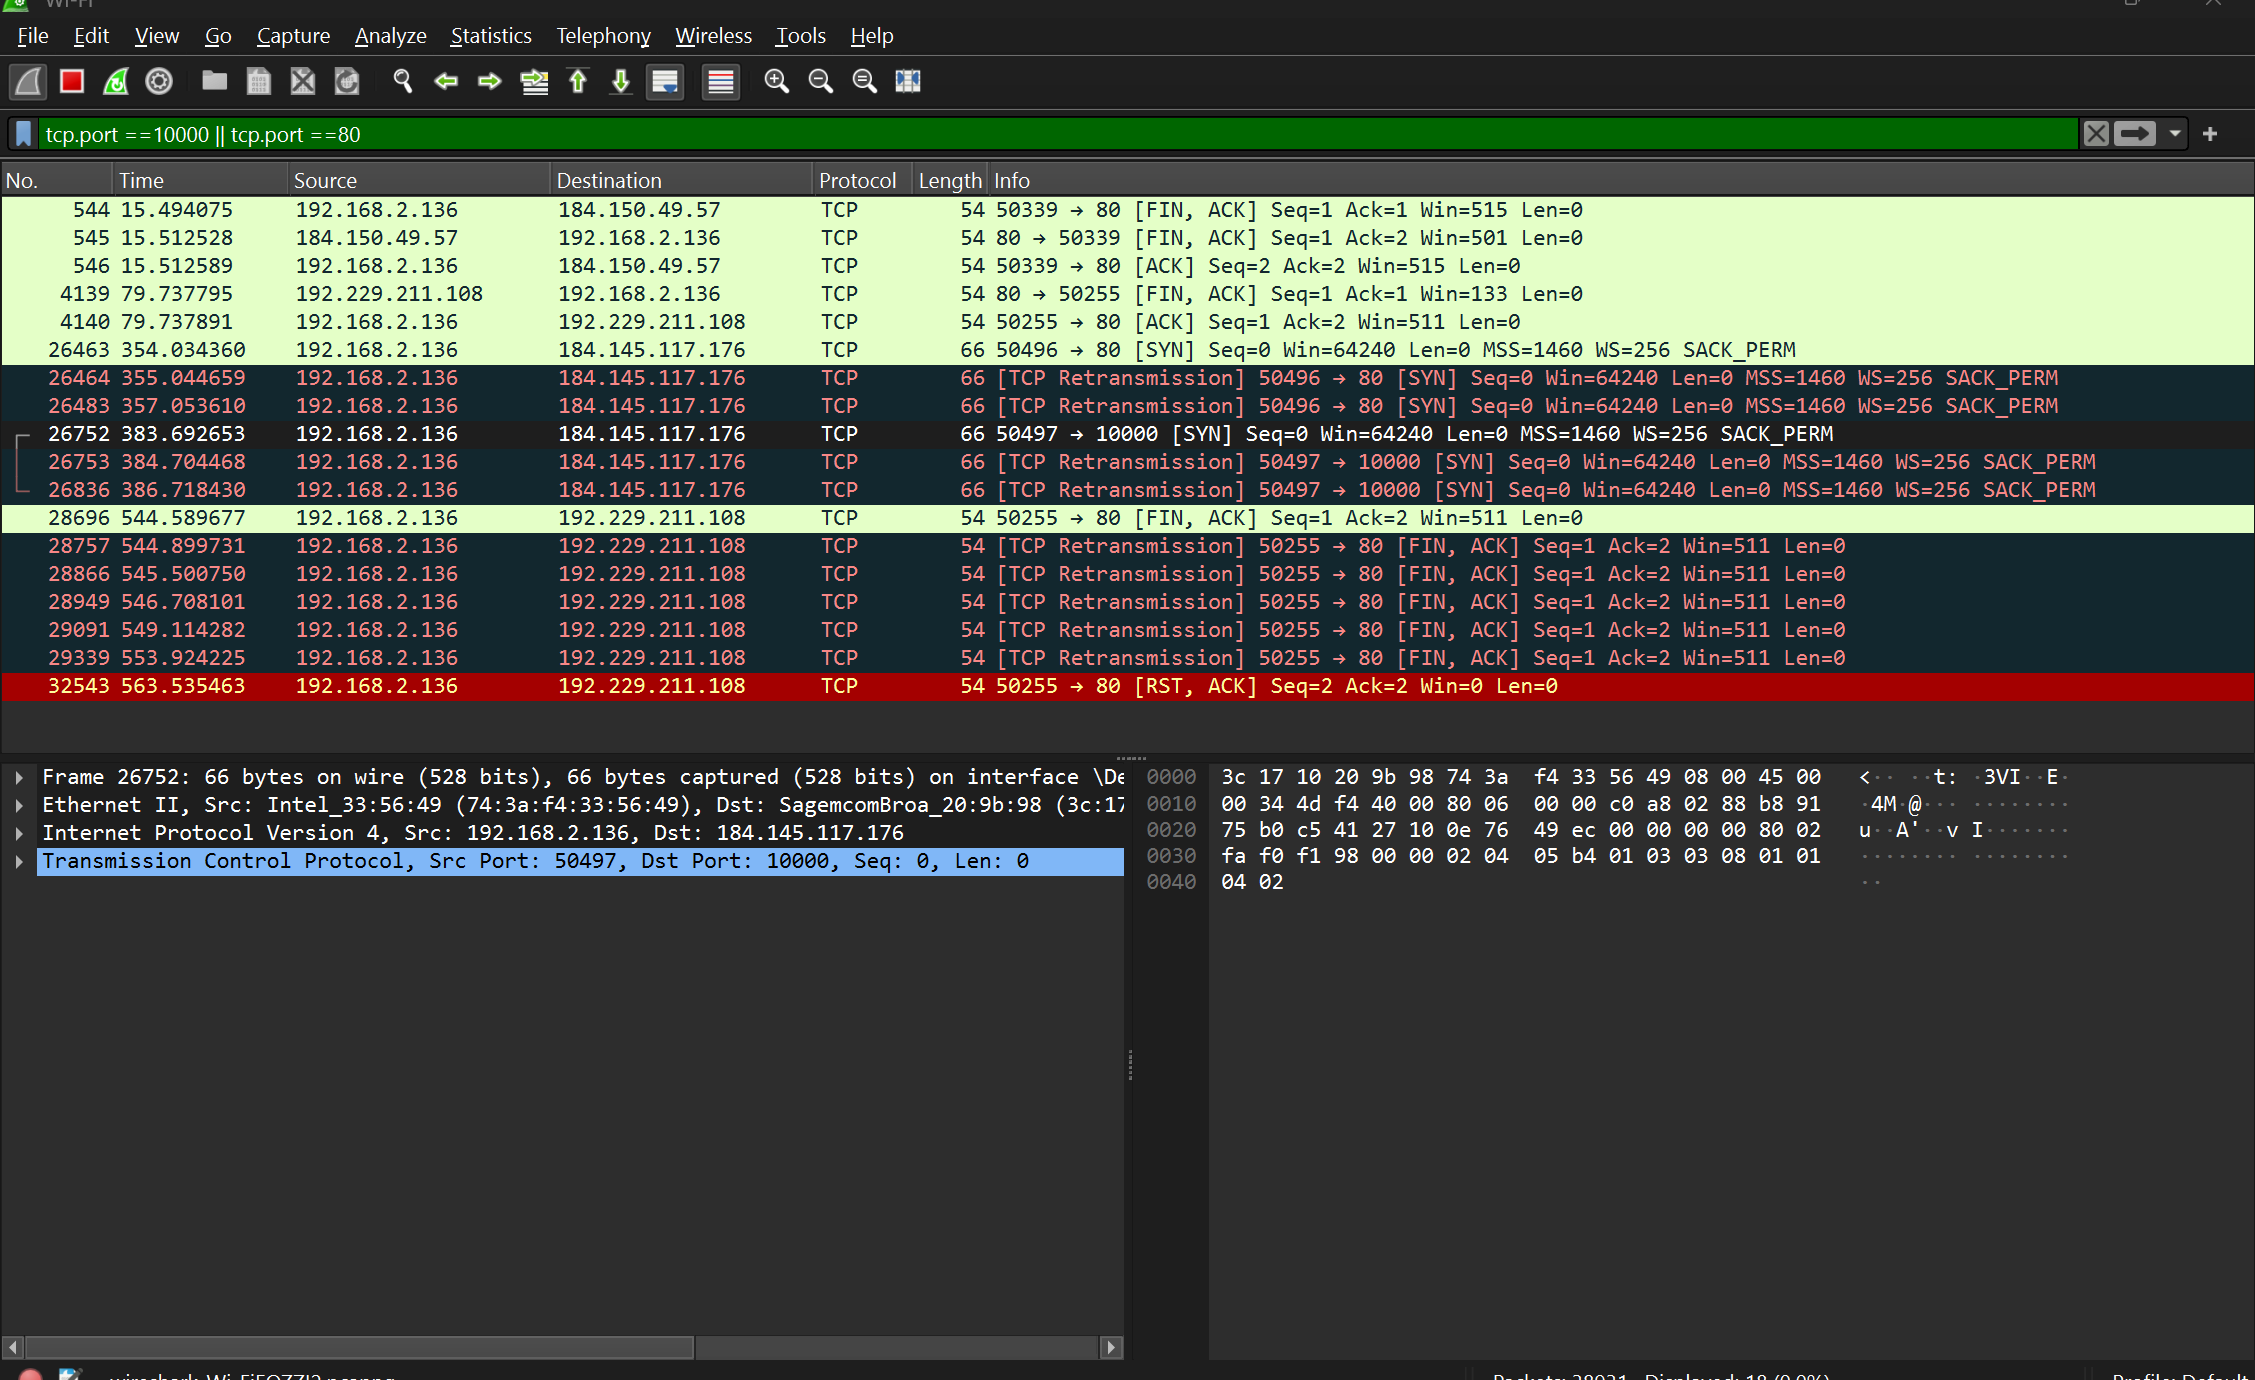 Wi-Fi
File Edit View Go Capture Analyze Statistics Telephony Wireless Tools Help
tcp.port ==10000 || tcp.port ==80
No. Time Source Destination Protocol Length Info
544 15.494075 192.168.2.136 184.150.49.57 TCP 54 50339 → 80 [FIN, ACK] Seq=1 Ack=1 Win=515 Len=0
545 15.512528 184.150.49.57 192.168.2.136 TCP 54 80 → 50339 [FIN, ACK] Seq=1 Ack=2 Win=501 Len=0
546 15.512589 192.168.2.136 184.150.49.57 TCP 54 50339 → 80 [ACK] Seq=2 Ack=2 Win=515 Len=0
4139 79.737795 192.229.211.108 192.168.2.136 TCP 54 80 → 50255 [FIN, ACK] Seq=1 Ack=1 Win=133 Len=0
4140 79.737891 192.168.2.136 192.229.211.108 TCP 54 50255 → 80 [ACK] Seq=1 Ack=2 Win=511 Len=0
26463 354.034360 192.168.2.136 184.145.117.176 TCP 66 50496 → 80 [SYN] Seq=0 Win=64240 Len=0 MSS=1460 WS=256 SACK_PERM
26464 355.044659 192.168.2.136 184.145.117.176 TCP 66 [TCP Retransmission] 50496 → 80 [SYN] Seq=0 Win=64240 Len=0 MSS=1460 WS=256 SACK_PERM
26483 357.053610 192.168.2.136 184.145.117.176 TCP 66 [TCP Retransmission] 50496 → 80 [SYN] Seq=0 Win=64240 Len=0 MSS=1460 WS=256 SACK_PERM
26752 383.692653 192.168.2.136 184.145.117.176 TCP 66 50497 → 10000 [SYN] Seq=0 Win=64240 Len=0 MSS=1460 WS=256 SACK_PERM
26753 384.704468 192.168.2.136 184.145.117.176 TCP 66 [TCP Retransmission] 50497 → 10000 [SYN] Seq=0 Win=64240 Len=0 MSS=1460 WS=256 SACK_PERM
26836 386.718430 192.168.2.136 184.145.117.176 TCP 66 [TCP Retransmission] 50497 → 10000 [SYN] Seq=0 Win=64240 Len=0 MSS=1460 WS=256 SACK_PERM
28696 544.589677 192.168.2.136 192.229.211.108 TCP 54 50255 → 80 [FIN, ACK] Seq=1 Ack=2 Win=511 Len=0
28757 544.899731 192.168.2.136 192.229.211.108 TCP 54 [TCP Retransmission] 50255 → 80 [FIN, ACK] Seq=1 Ack=2 Win=511 Len=0
28866 545.500750 192.168.2.136 192.229.211.108 TCP 54 [TCP Retransmission] 50255 → 80 [FIN, ACK] Seq=1 Ack=2 Win=511 Len=0
28949 546.708101 192.168.2.136 192.229.211.108 TCP 54 [TCP Retransmission] 50255 → 80 [FIN, ACK] Seq=1 Ack=2 Win=511 Len=0
29091 549.114282 192.168.2.136 192.229.211.108 TCP 54 [TCP Retransmission] 50255 → 80 [FIN, ACK] Seq=1 Ack=2 Win=511 Len=0
29339 553.924225 192.168.2.136 192.229.211.108 TCP 54 [TCP Retransmission] 50255 → 80 [FIN, ACK] Seq=1 Ack=2 Win=511 Len=0
32543 563.535463 192.168.2.136 192.229.211.108 TCP 54 50255 → 80 [RST, ACK] Seq=2 Ack=2 Win=0 Len=0
Frame 26752: 66 bytes on wire (528 bits), 66 bytes captured (528 bits) on interface \De
Ethernet II, Src: Intel_33:56:49 (74:3a:f4:33:56:49), Dst: SagemcomBroa_20:9b:98 (3c:17
Internet Protocol Version 4, Src: 192.168.2.136, Dst: 184.145.117.176
Transmission Control Protocol, Src Port: 50497, Dst Port: 10000, Seq: 0, Len: 0
0000 3c 17 10 20 9b 98 74 3a f4 33 56 49 08 00 45 00 <·· ··t: ·3VI··E·
0010 00 34 4d f4 40 00 80 06 00 00 c0 a8 02 88 b8 91 ·4M·@··· ········
0020 75 b0 c5 41 27 10 0e 76 49 ec 00 00 00 00 80 02 u··A'··v I·······
0030 fa f0 f1 98 00 00 02 04 05 b4 01 03 03 08 01 01 ········ ········
0040 04 02 ··
Displayed: 18 (0.0%)
Profile: Default